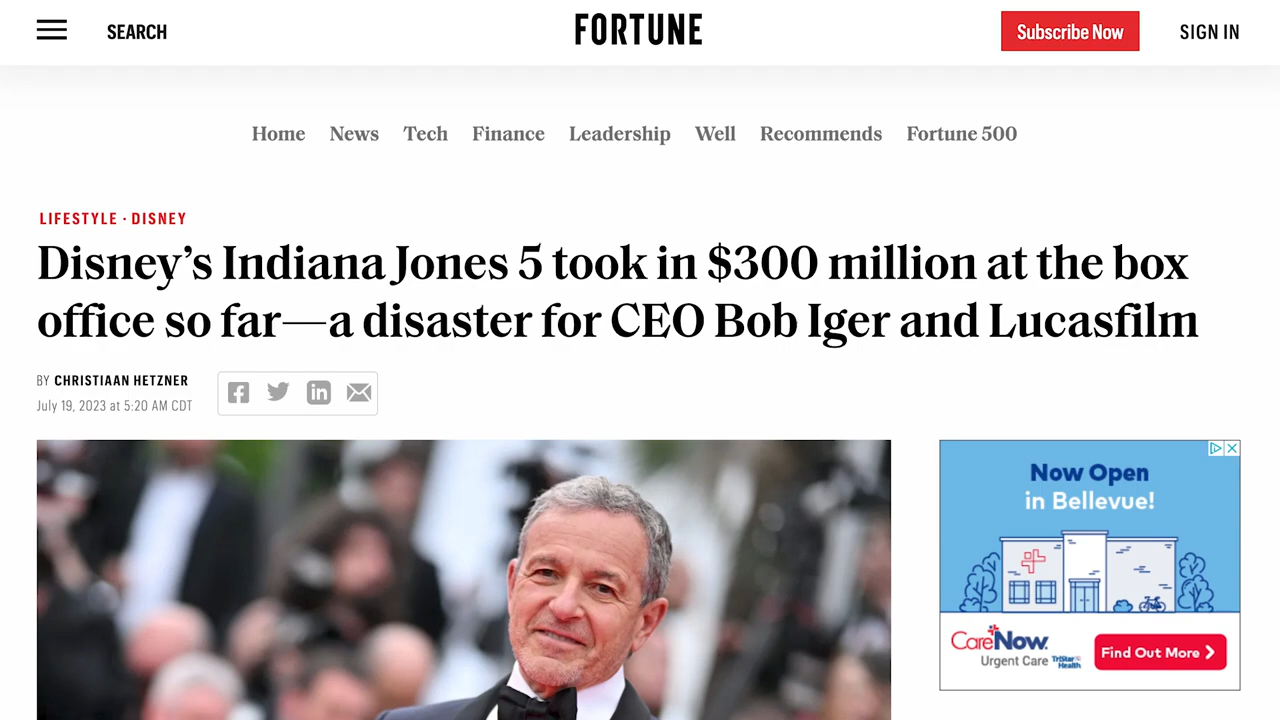 SEARCH
FORTUNE
Subscribe Now
SIGN IN
Home News Tech Finance Leadership Well Recommends Fortune 500
LIFESTYLE · DISNEY
Disney’s Indiana Jones 5 took in $300 million at the box
office so far—a disaster for CEO Bob Iger and Lucasfilm
BY CHRISTIAAN HETZNER
July 19, 2023 at 5:20 AM CDT
in
Now Open
in Bellevue!
CareNow
Urgent Care
TriStar
Health
Find Out More